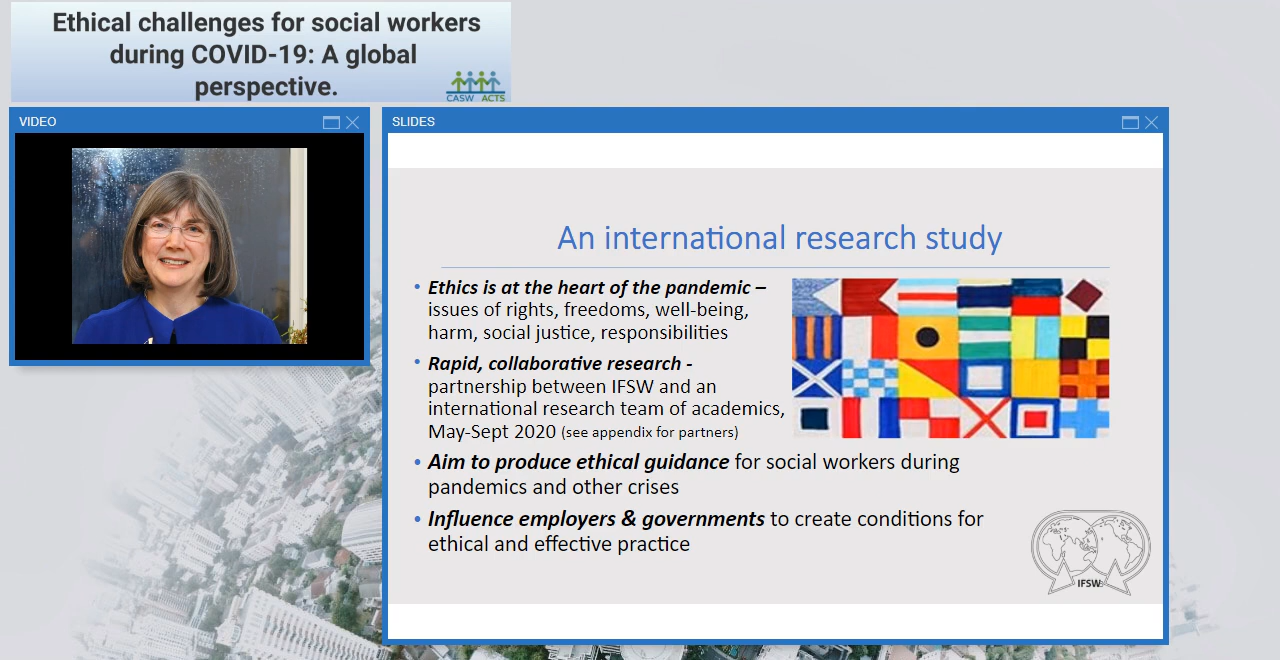 Ethical challenges for social workers
during COVID-19: A global
perspective.
CASW ACTS
VIDEO
SLIDES
An international research study
• Ethics is at the heart of the pandemic –
issues of rights, freedoms, well-being,
harm, social justice, responsibilities
• Rapid, collaborative research -
partnership between IFSW and an
international research team of academics,
May-Sept 2020 (see appendix for partners)
• Aim to produce ethical guidance for social workers during
pandemics and other crises
• Influence employers & governments to create conditions for
ethical and effective practice
IFSW